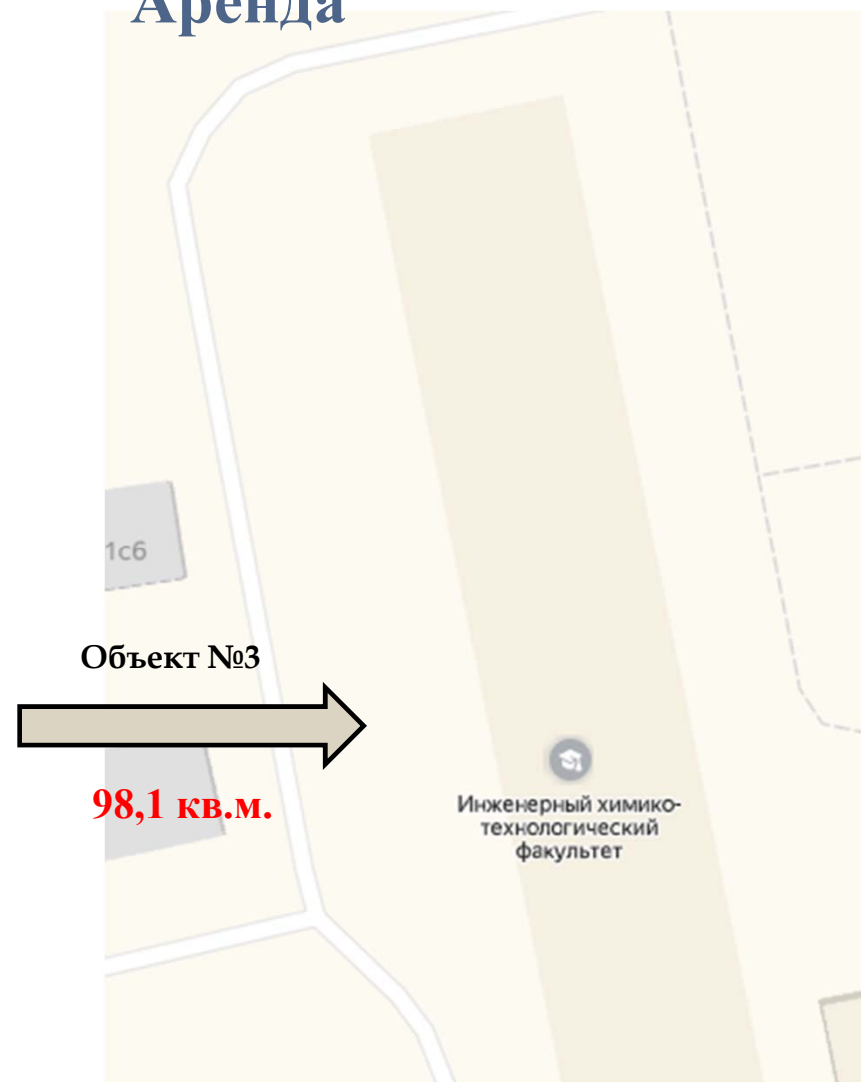 Аренда
1с6
Объект №3
98,1 кв.м.
Инженерный химико-
технологический
факультет